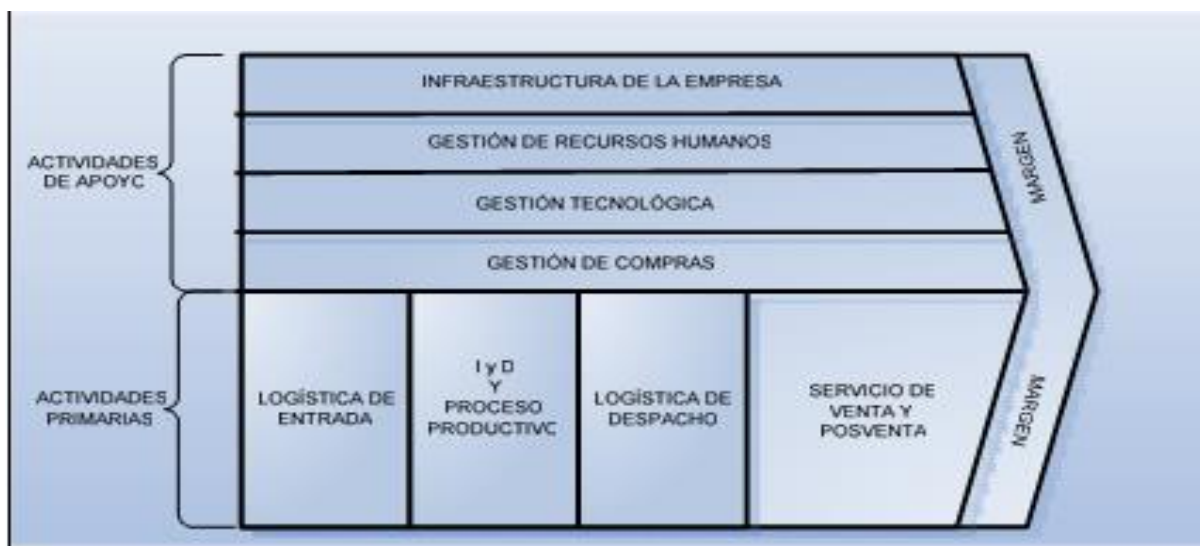 INFRAESTRUCTURA DE LA EMPRESA
GESTIÓN DE RECURSOS HUMANOS
GESTIÓN TECNOLÓGICA
GESTIÓN DE COMPRAS
ACTIVIDADES
DE APOYC
MARGEN
ACTIVIDADES
PRIMARIAS
LOGÍSTICA DE
ENTRADA
I y D
Y
PROCESO
PRODUCTIVO
LOGÍSTICA DE
DESPACHO
SERVICIO DE
VENTA Y
POSVENTA
MARGEN